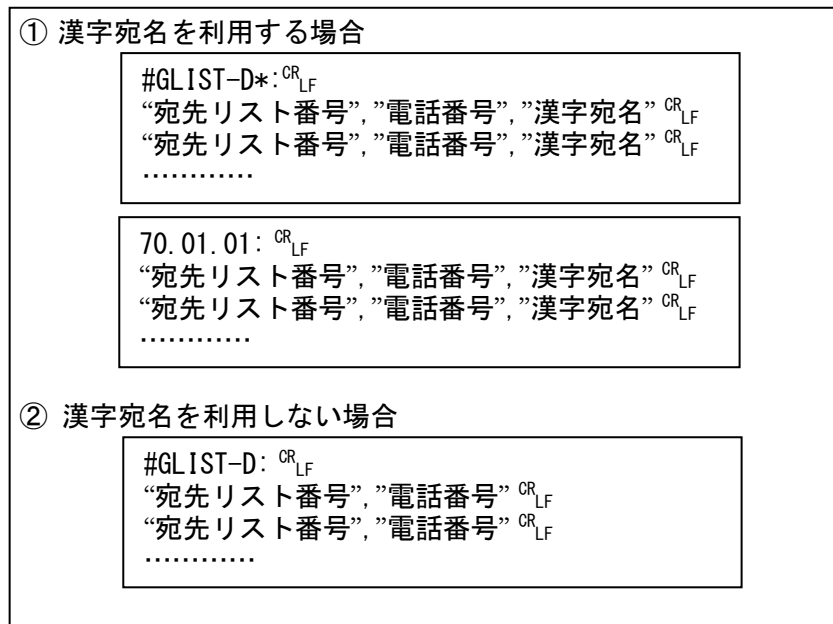 ① 漢字宛名を利用する場合
#GLIST-D*:CRLF
“宛先リスト番号”,”電話番号”,”漢字宛名” CRLF
“宛先リスト番号”,”電話番号”,”漢字宛名” CRLF
…………
70.01.01: CRLF
“宛先リスト番号”,”電話番号”,”漢字宛名” CRLF
“宛先リスト番号”,”電話番号”,”漢字宛名” CRLF
…………
② 漢字宛名を利用しない場合
#GLIST-D: CRLF
“宛先リスト番号”,”電話番号” CRLF
“宛先リスト番号”,”電話番号” CRLF
…………